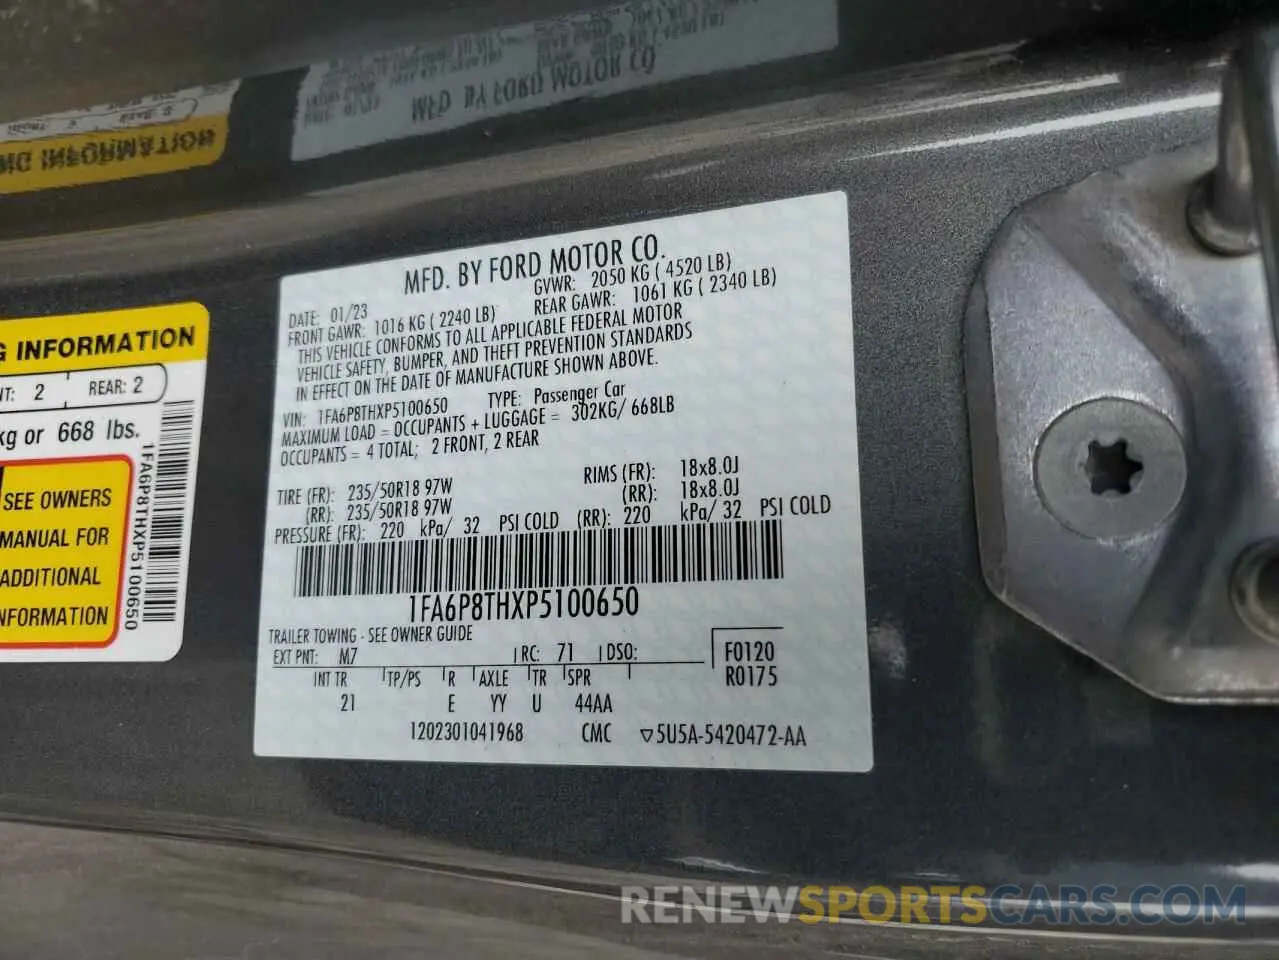 MFD. BY FORD MOTOR CO.
DATE: 01/23 GVWR: 2050 KG ( 4520 LB)
FRONT GAWR: 1016 KG ( 2240 LB) REAR GAWR: 1061 KG ( 2340 LB)
THIS VEHICLE CONFORMS TO ALL APPLICABLE FEDERAL MOTOR
VEHICLE SAFETY, BUMPER, AND THEFT PREVENTION STANDARDS
IN EFFECT ON THE DATE OF MANUFACTURE SHOWN ABOVE.
VIN: 1FA6P8THXP5100650 TYPE: Passenger Car
MAXIMUM LOAD = OCCUPANTS + LUGGAGE = 302KG/ 668LB
OCCUPANTS = 4 TOTAL; 2 FRONT, 2 REAR
TIRE (FR): 235/50R18 97W RIMS (FR): 18x8.0J
(RR): 235/50R18 97W (RR): 18x8.0J
PRESSURE (FR): 220 kPa/ 32 PSI COLD (RR): 220 kPa/ 32 PSI COLD
1FA6P8THXP5100650
TRAILER TOWING - SEE OWNER GUIDE
EXT PNT: M7 RC: 71 DSO: F0120
INT TR TP/PS R AXLE TR SPR R0175
21 E YY U 44AA
1202301041968 CMC ▽5U5A-5420472-AA
G INFORMATION
NT: 2 REAR: 2
kg or 668 lbs.
SEE OWNERS
MANUAL FOR
ADDITIONAL
INFORMATION
1FA6P8THXP5100650
RENEWSPORTSCARS.COM